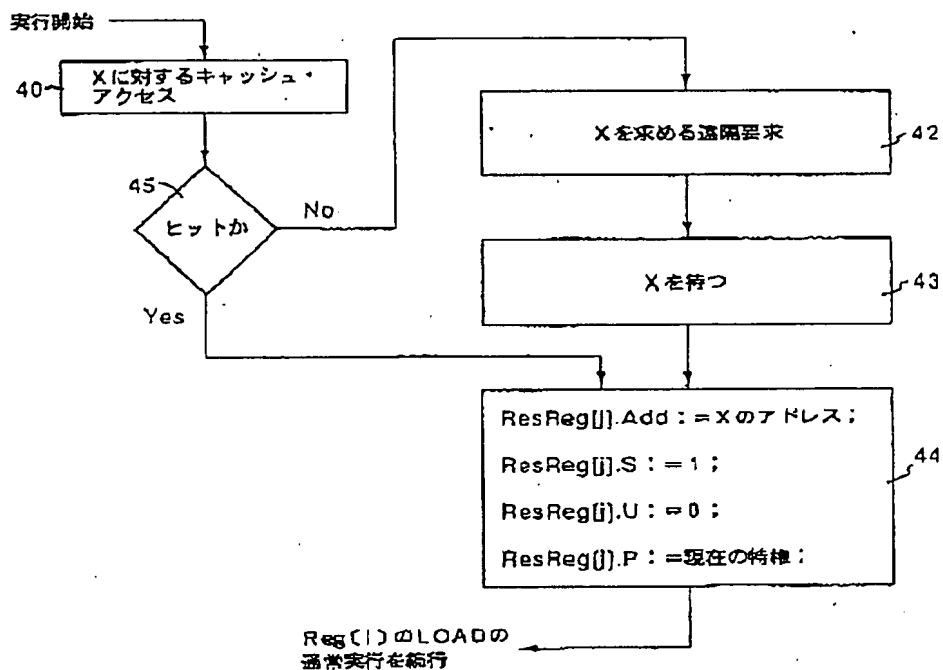 実行開始
40
Xに対するキャッシュ・
アクセス
45
ヒットか
No
Yes
Xを求める遠隔要求
42
Xを待つ
43
ResReg[j].Add:=Xのアドレス;
ResReg[j].S:=1;
ResReg[j].U:=0;
ResReg[j].P:=現在の特権;
44
Reg(i)のLOADの
通常実行を続行